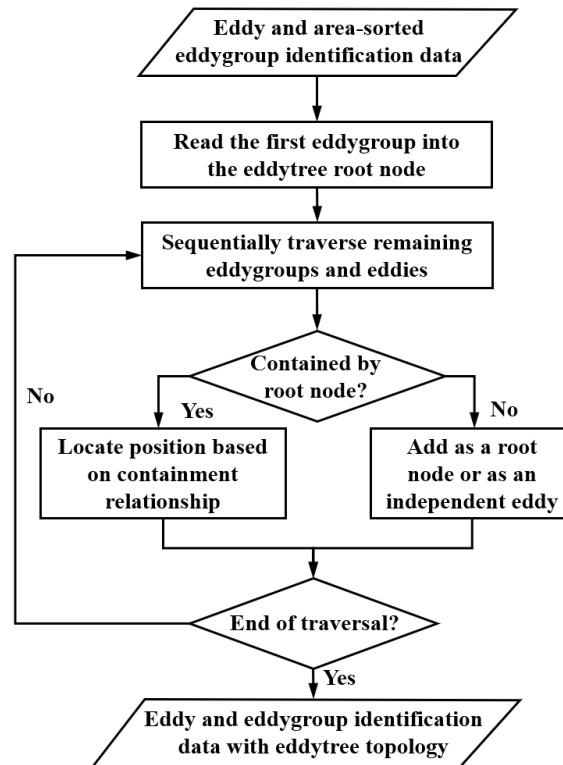 Eddy and area-sorted
eddygroup identification data
Read the first eddygroup into
the eddytree root node
Sequentially traverse remaining
eddygroups and eddies
Contained by
root node?
No
Yes
No
Locate position based
on containment
relationship
Add as a root
node or as an
independent eddy
End of traversal?
Yes
Eddy and eddygroup identification
data with eddytree topology